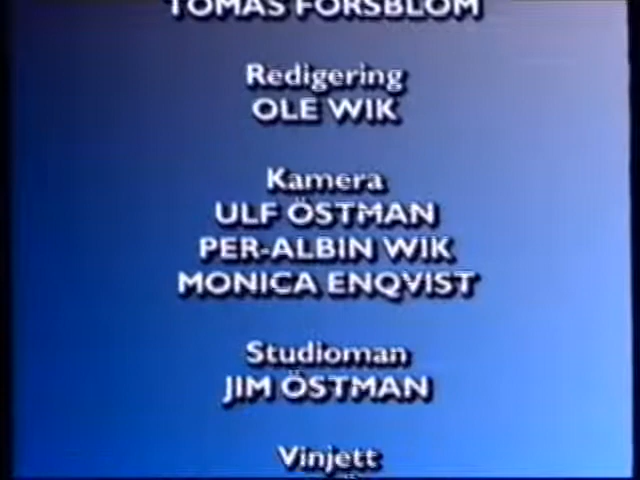 TOMAS FORSBLOM
Redigering
OLE WIK
Kamera
ULF ÖSTMAN
PER-ALBIN WIK
MONICA ENQVIST
Studioman
JIM ÖSTMAN
Vinjett